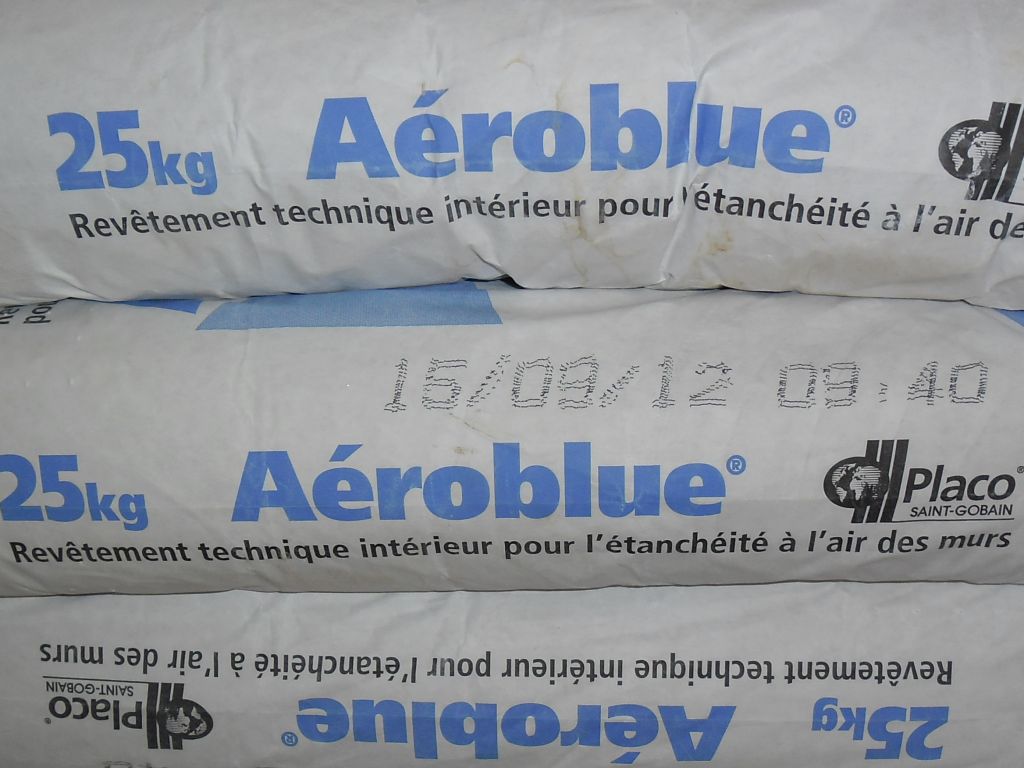 25kg Aéroblue®
Revêtement technique intérieur pour l'étanchéité à l'air de
16/08/12 09:40
25kg Aéroblue® Placo®
SAINT-GOBAIN
Revêtement technique intérieur pour l'étanchéité à l'air des murs
Revêtement technique intérieur pour l'étanchéité à l'air des murs
25kg Aéroblue® Placo®
SAINT-GOBAIN